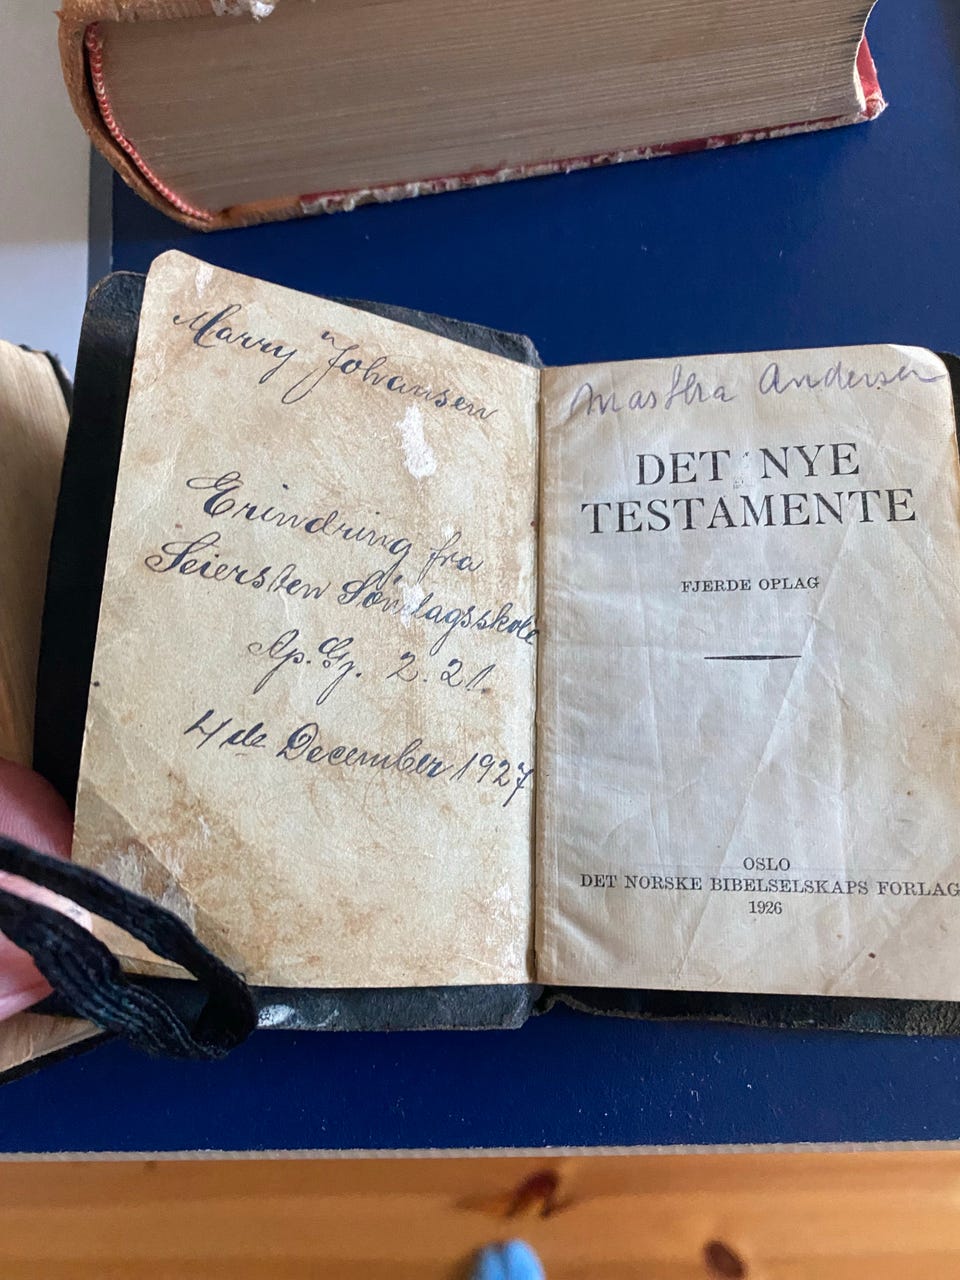 Marry Johansen
Erindring fra
Seiersten Søndagsskole
Ap. Gj. 2. 21.
4de December 1927
Andersen
DET NYE
TESTAMENTE
FJERDE OPLAG
OSLO
DET NORSKE BIBELSELSKAPS FORLAG
1926